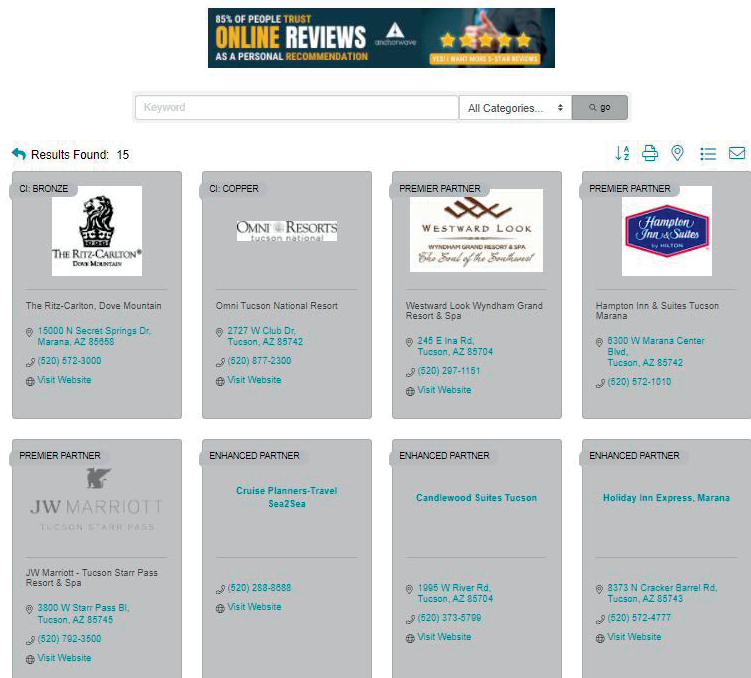 85% OF PEOPLE TRUST
ONLINE REVIEWS
AS A PERSONAL RECOMMENDATION
anchorwave
YES! I WANT MORE 5-STAR REVIEWS
Keyword
All Categories...
go
Results Found: 15
CI: BRONZE
THE RITZ-CARLTON®
DOVE MOUNTAIN
The Ritz-Carlton, Dove Mountain
15000 N Secret Springs Dr,
Marana, AZ 85658
(520) 572-3000
Visit Website
CI: COPPER
OMNI RESORTS
tucson national
Omni Tucson National Resort
2727 W Club Dr,
Tucson, AZ 85742
(520) 877-2300
Visit Website
PREMIER PARTNER
WESTWARD LOOK
WYNDHAM GRAND RESORT & SPA
The Soul of the Southwest
Westward Look Wyndham Grand
Resort & Spa
245 E Ina Rd,
Tucson, AZ 85704
(520) 297-1151
Visit Website
PREMIER PARTNER
Hampton
Inn & Suites
BY HILTON
Hampton Inn & Suites Tucson
Marana
6300 W Marana Center
Blvd,
Tucson, AZ 85742
(520) 572-1010
PREMIER PARTNER
JW MARRIOTT
TUCSON STARR PASS
JW Marriott - Tucson Starr Pass
Resort & Spa
3800 W Starr Pass Bl,
Tucson, AZ 85745
(520) 792-3500
Visit Website
ENHANCED PARTNER
Cruise Planners-Travel
Sea2Sea
(520) 288-8688
Visit Website
ENHANCED PARTNER
Candlewood Suites Tucson
1995 W River Rd,
Tucson, AZ 85704
(520) 373-5799
Visit Website
ENHANCED PARTNER
Holiday Inn Express, Marana
8373 N Cracker Barrel Rd,
Tucson, AZ 85743
(520) 572-4777
Visit Website